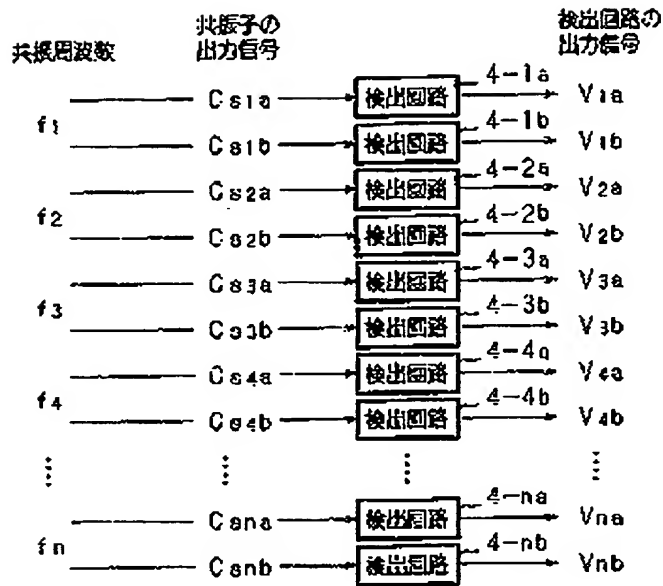 共振周波数
共振子の
出力信号
検出回路の
出力信号
f1
Cs1a 検出回路 4-1a V1a
Cs1b 検出回路 4-1b V1b
f2
Cs2a 検出回路 4-2a V2a
Cs2b 検出回路 4-2b V2b
f3
Cs3a 検出回路 4-3a V3a
Cs3b 検出回路 4-3b V3b
f4
Cs4a 検出回路 4-4a V4a
Cs4b 検出回路 4-4b V4b
fn
Csna 検出回路 4-na Vna
Csnb 検出回路 4-nb Vnb